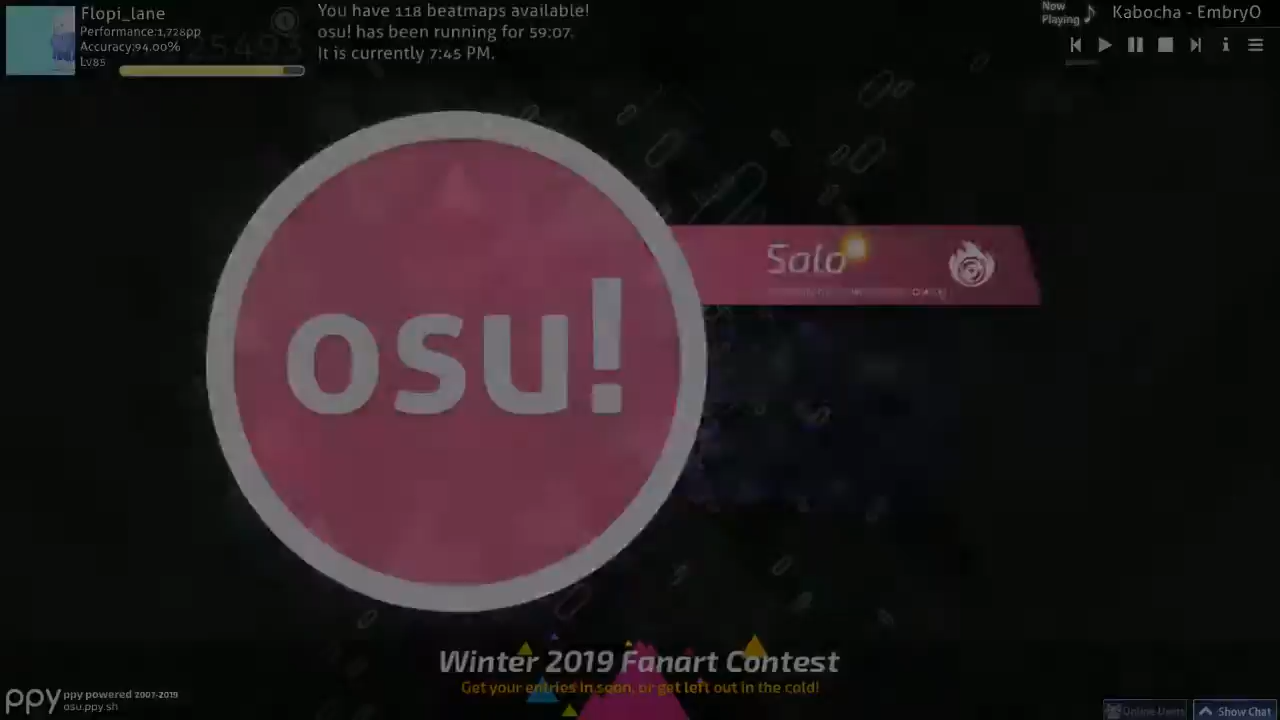 Flopi_lane
Performance:1,728pp
Accuracy:94.00%
Lv85
You have 118 beatmaps available!
osu! has been running for 59:07.
It is currently 7:45 PM.
Now
Playing
Kabocha - EmbryO
osu!
Solo
Winter 2019 Fanart Contest
Get your entries in soon, or get left out in the cold!
ppy
ppy powered 2007-2019
osu.ppy.sh
Online Users
Show Chat